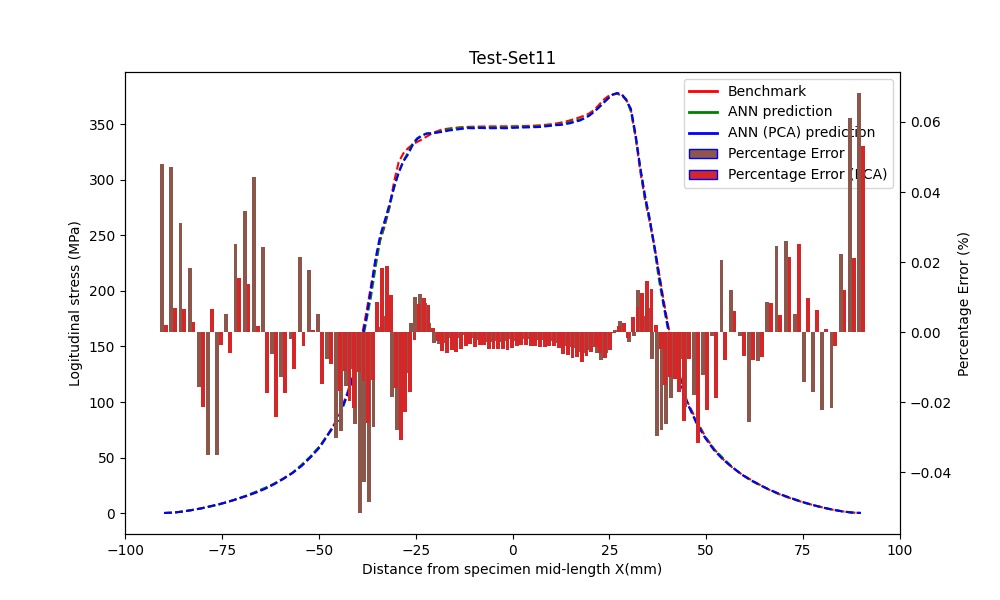 Test-Set11
Benchmark
ANN prediction
ANN (PCA) prediction
Percentage Error
Percentage Error (PCA)
Logitudinal stress (MPa)
350
300
250
200
150
100
50
0
0.06
0.04
0.02
0.00
−0.02
−0.04
Percentage Error (%)
−100
−75
−50
−25
0
25
50
75
100
Distance from specimen mid-length X(mm)